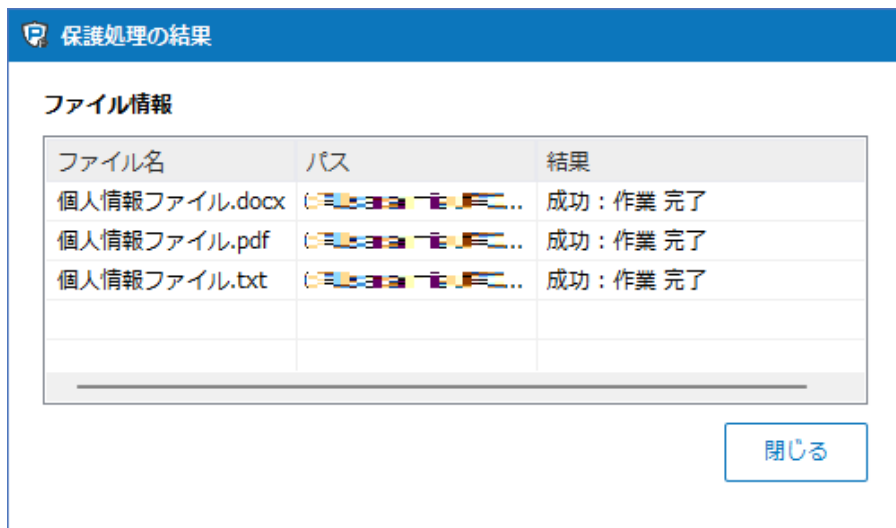 保護処理の結果
ファイル情報
ファイル名 パス 結果
個人情報ファイル.docx ... 成功：作業 完了
個人情報ファイル.pdf ... 成功：作業 完了
個人情報ファイル.txt ... 成功：作業 完了
閉じる